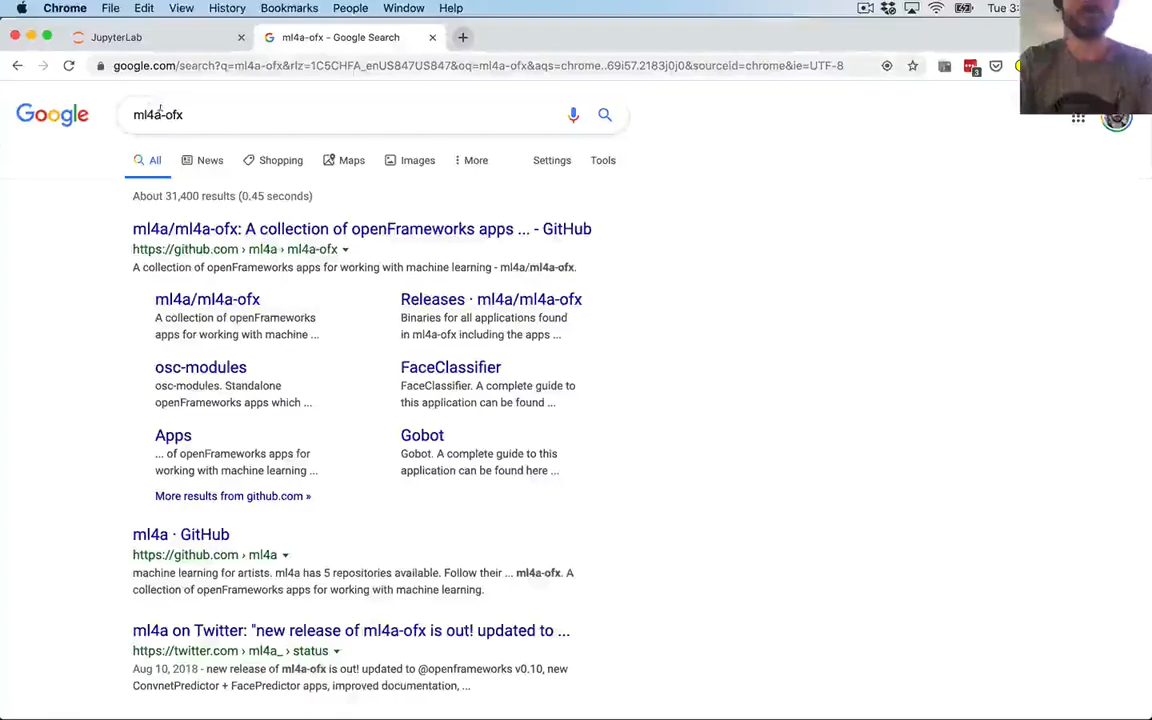 Chrome File Edit View History Bookmarks People Window Help Tue 3:
JupyterLab ml4a-ofx - Google Search
google.com/search?q=ml4a-ofx&rlz=1C5CHFA_enUS847US847&oq=ml4a-ofx&aqs=chrome..69i57.2183j0j0&sourceid=chrome&ie=UTF-8
3
Google ml4a-ofx
All News Shopping Maps Images More Settings Tools
About 31,400 results (0.45 seconds)
ml4a/ml4a-ofx: A collection of openFrameworks apps ... - GitHub
https://github.com › ml4a › ml4a-ofx
A collection of openFrameworks apps for working with machine learning - ml4a/ml4a-ofx.
ml4a/ml4a-ofx
A collection of openFrameworks
apps for working with machine ...
Releases · ml4a/ml4a-ofx
Binaries for all applications found
in ml4a-ofx including the apps ...
osc-modules
osc-modules. Standalone
openFrameworks apps which ...
FaceClassifier
FaceClassifier. A complete guide to
this application can be found ...
Apps
... of openFrameworks apps for
working with machine learning ...
Gobot
Gobot. A complete guide to this
application can be found here ...
More results from github.com »
ml4a · GitHub
https://github.com › ml4a
machine learning for artists. ml4a has 5 repositories available. Follow their ... ml4a-ofx. A
collection of openFrameworks apps for working with machine learning.
ml4a on Twitter: "new release of ml4a-ofx is out! updated to ...
https://twitter.com › ml4a_ › status
Aug 10, 2018 - new release of ml4a-ofx is out! updated to @openframeworks v0.10, new
ConvnetPredictor + FacePredictor apps, improved documentation, ...